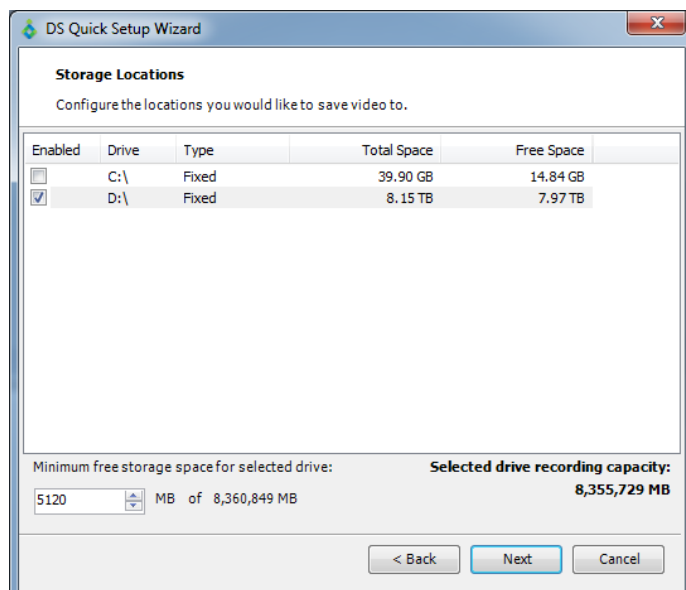 DS Quick Setup Wizard
Storage Locations
Configure the locations you would like to save video to.
Enabled Drive Type Total Space Free Space
C:\ Fixed 39.90 GB 14.84 GB
D:\ Fixed 8.15 TB 7.97 TB
Minimum free storage space for selected drive: Selected drive recording capacity:
8,355,729 MB
5120 MB of 8,360,849 MB
< Back Next Cancel